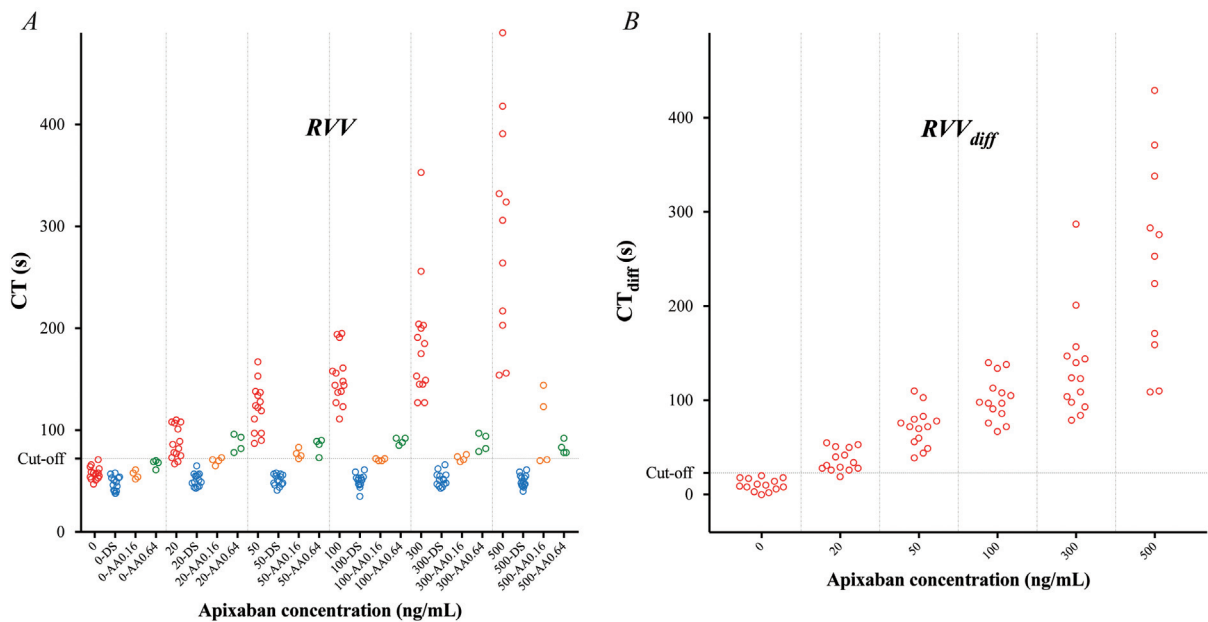 A
RVV
CT (s)
400
300
200
100
Cut-off
0
0
0-DS
0-AA0.16
0-AA0.64
20
20-DS
20-AA0.16
20-AA0.64
50
50-DS
50-AA0.16
50-AA0.64
100
100-DS
100-AA0.16
100-AA0.64
300
300-DS
300-AA0.16
300-AA0.64
500
500-DS
500-AA0.16
500-AA0.64
Apixaban concentration (ng/mL)
B
RVVdiff
CTdiff (s)
400
300
200
100
Cut-off
0
0
20
50
100
300
500
Apixaban concentration (ng/mL)